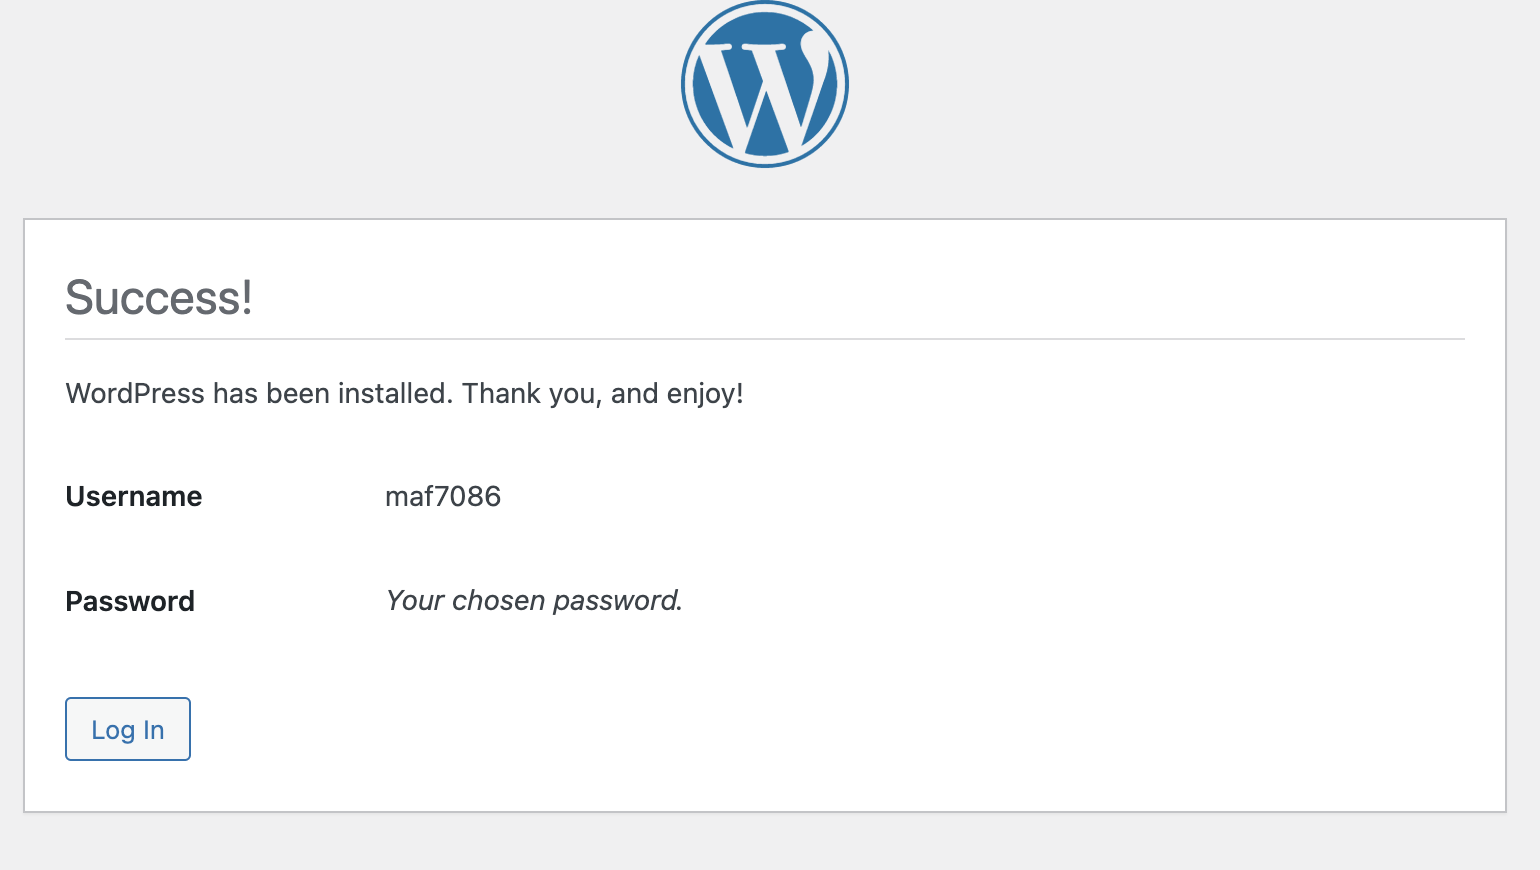 Success!
WordPress has been installed. Thank you, and enjoy!
Username maf7086
Password Your chosen password.
Log In